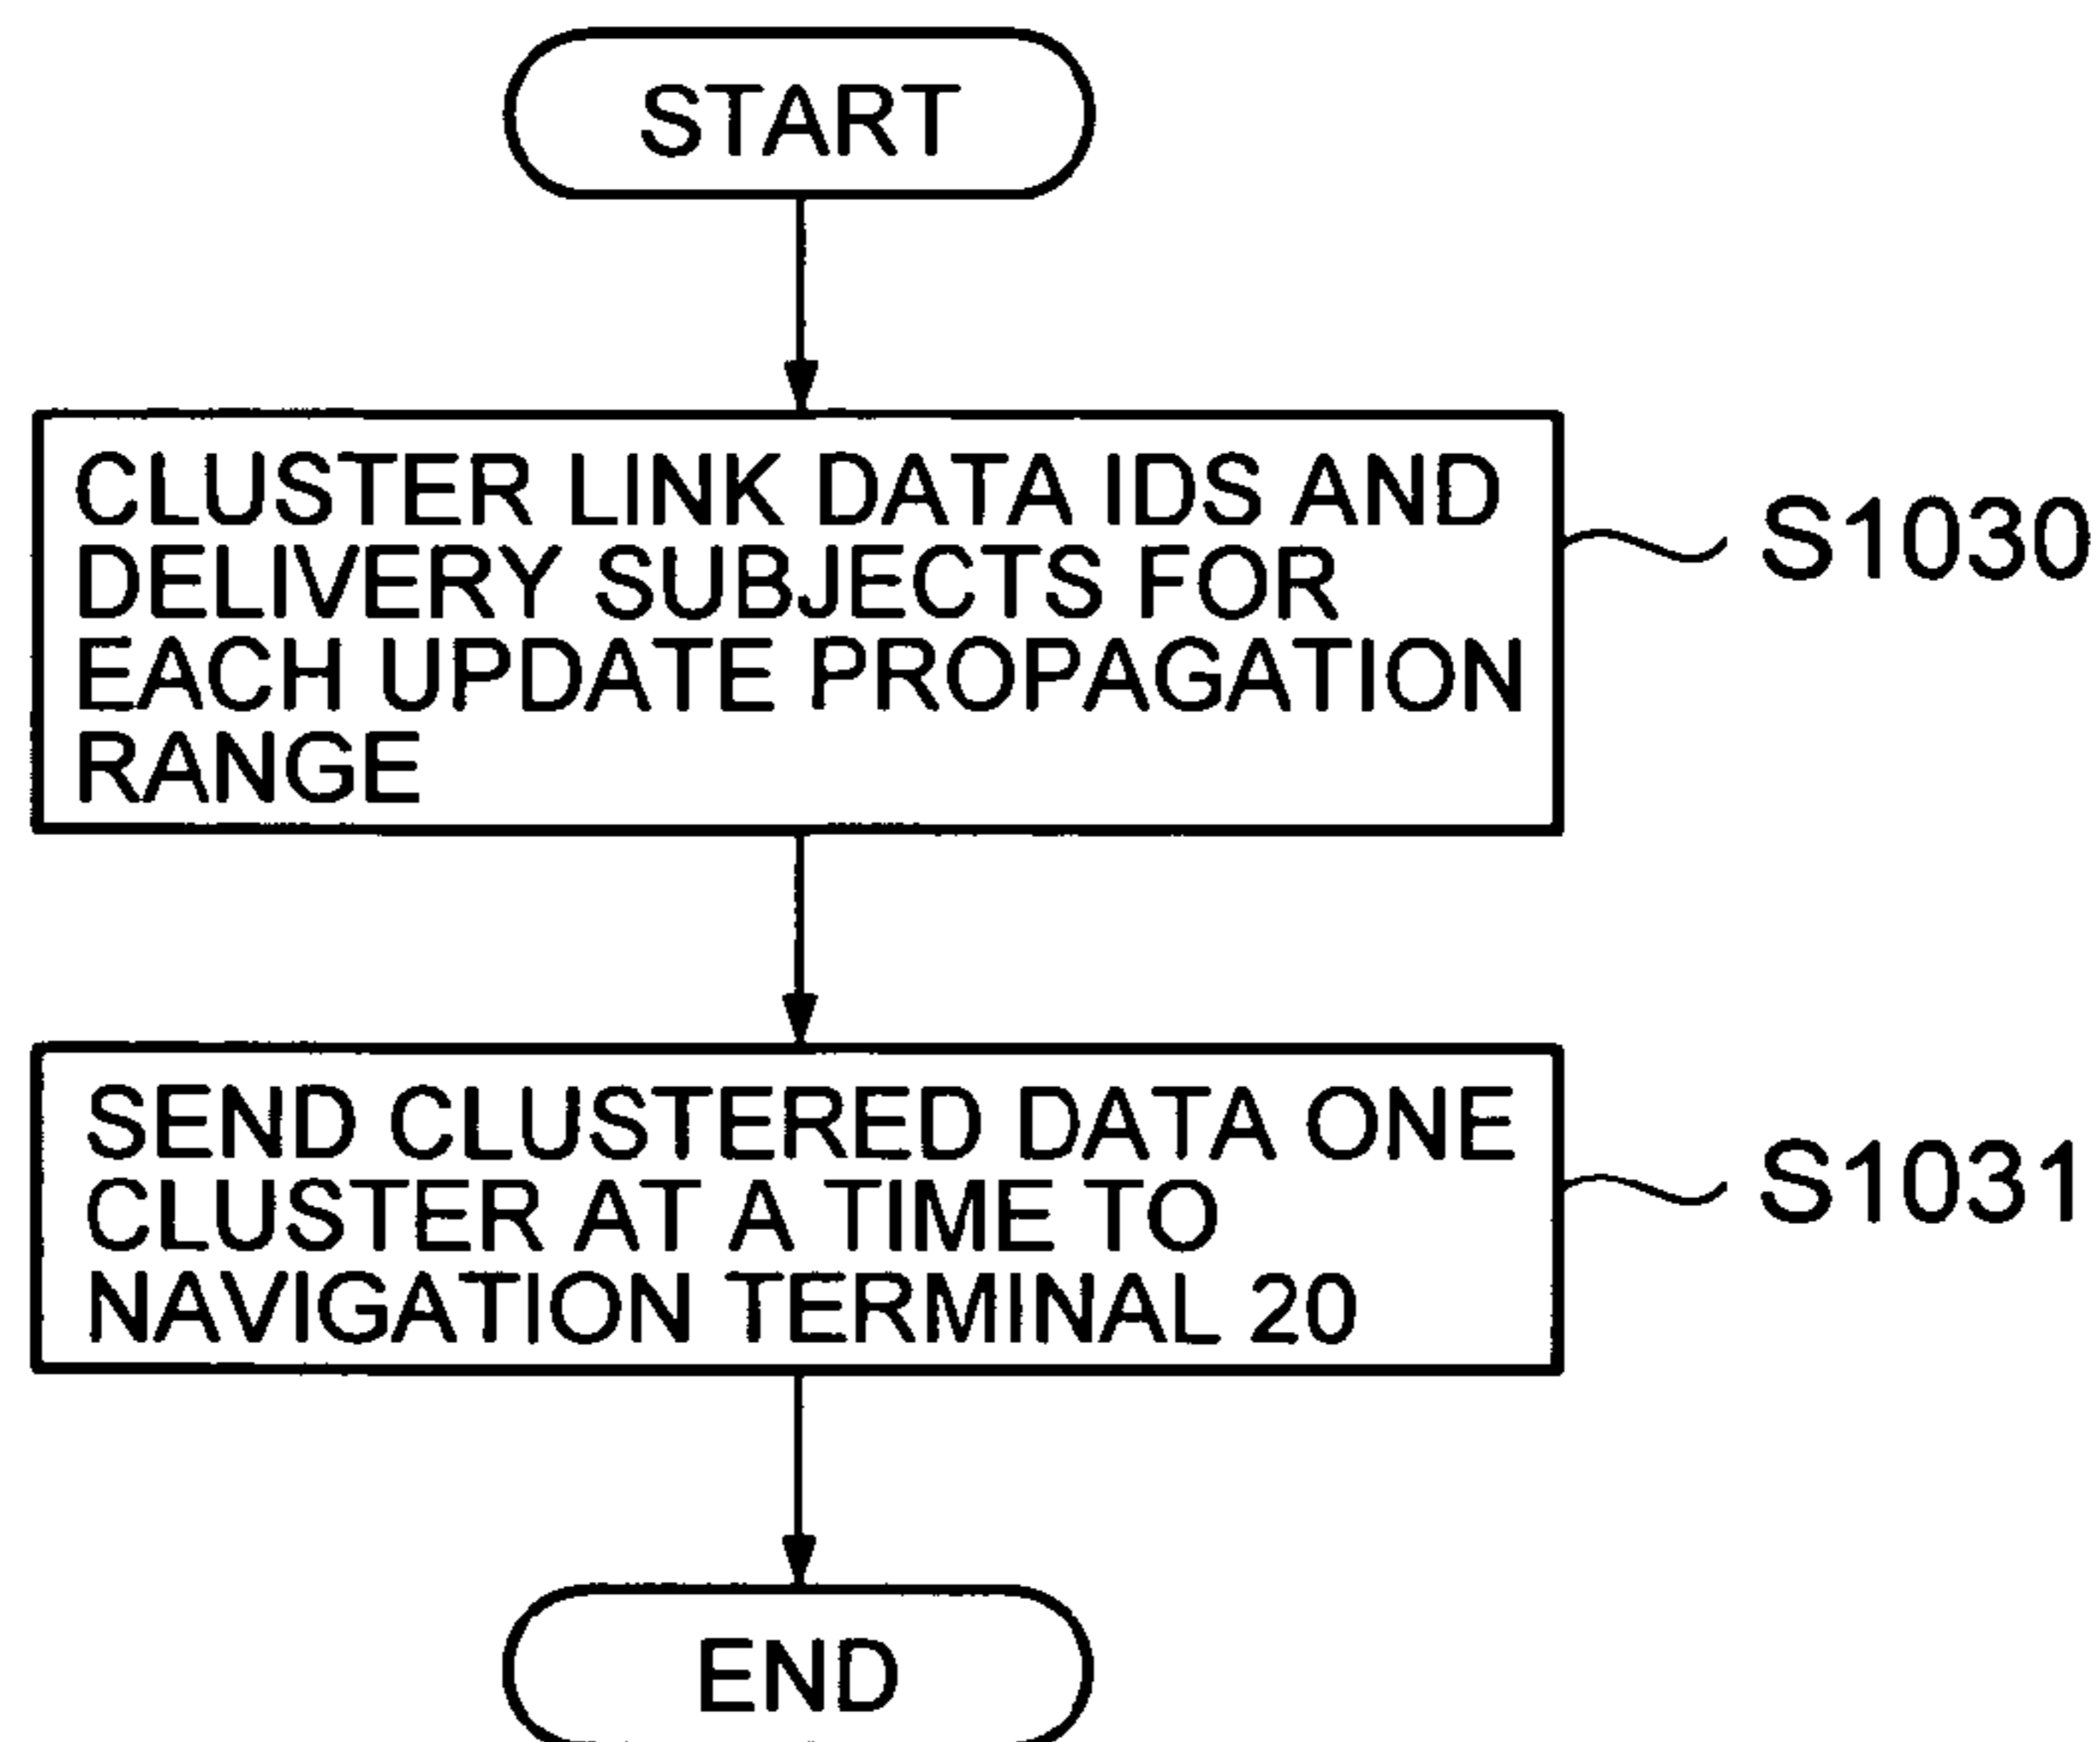 START
CLUSTER LINK DATA IDS AND
DELIVERY SUBJECTS FOR
EACH UPDATE PROPAGATION
RANGE
S1030
SEND CLUSTERED DATA ONE
CLUSTER AT A TIME TO
NAVIGATION TERMINAL 20
S1031
END